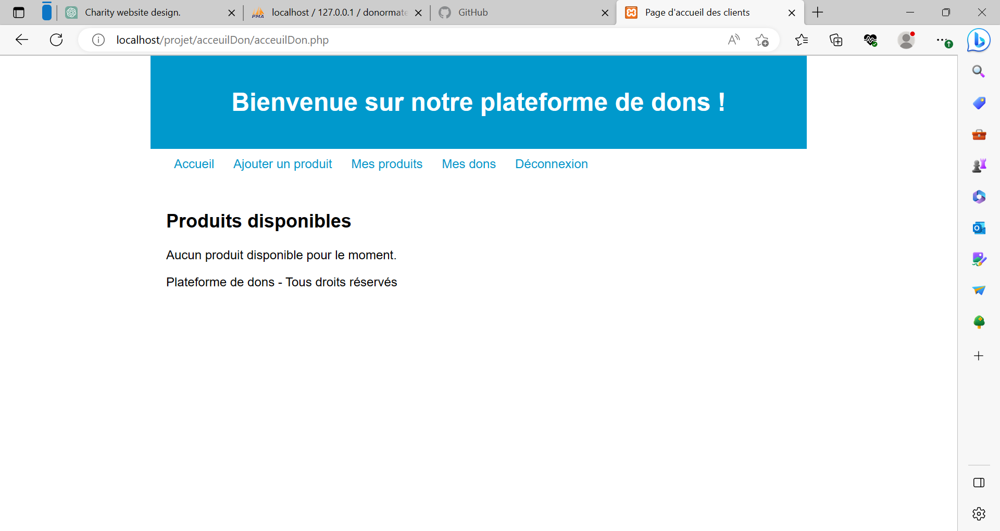 Charity website design.
PMA
localhost / 127.0.0.1 / donormate
GitHub
Page d'accueil des clients
localhost/projet/acceuilDon/acceuilDon.php
Bienvenue sur notre plateforme de dons !
Accueil Ajouter un produit Mes produits Mes dons Déconnexion
Produits disponibles
Aucun produit disponible pour le moment.
Plateforme de dons - Tous droits réservés